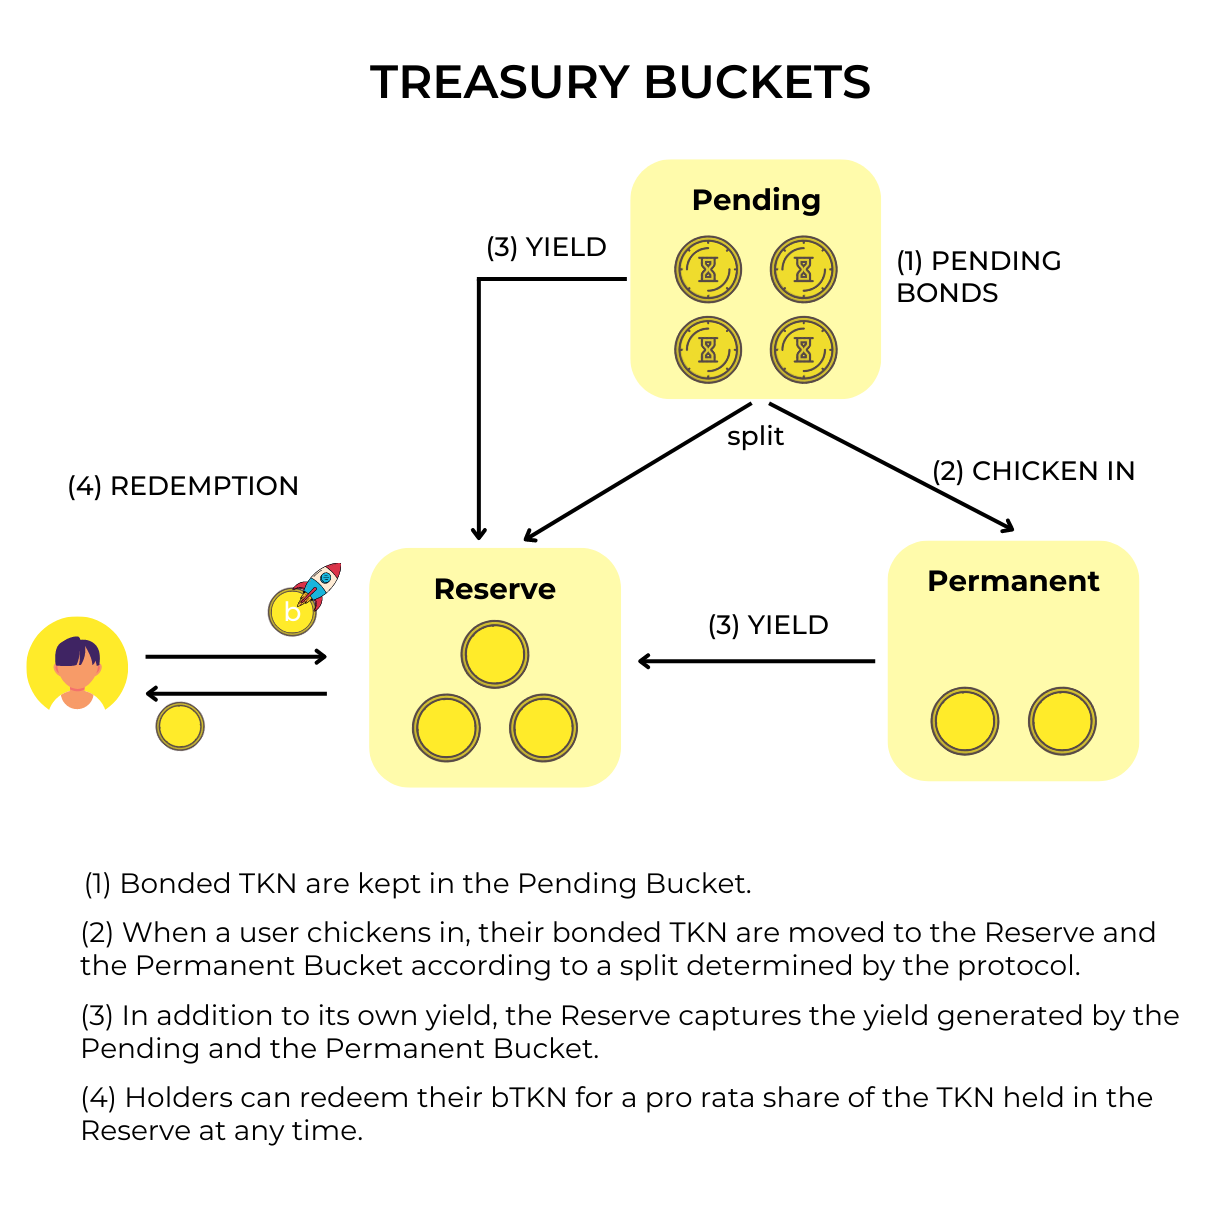 TREASURY BUCKETS
Pending
(3) YIELD
(1) PENDING
BONDS
split
(2) CHICKEN IN
(4) REDEMPTION
Reserve
Permanent
b
(3) YIELD
(1) Bonded TKN are kept in the Pending Bucket.
(2) When a user chickens in, their bonded TKN are moved to the Reserve and
the Permanent Bucket according to a split determined by the protocol.
(3) In addition to its own yield, the Reserve captures the yield generated by the
Pending and the Permanent Bucket.
(4) Holders can redeem their bTKN for a pro rata share of the TKN held in the
Reserve at any time.